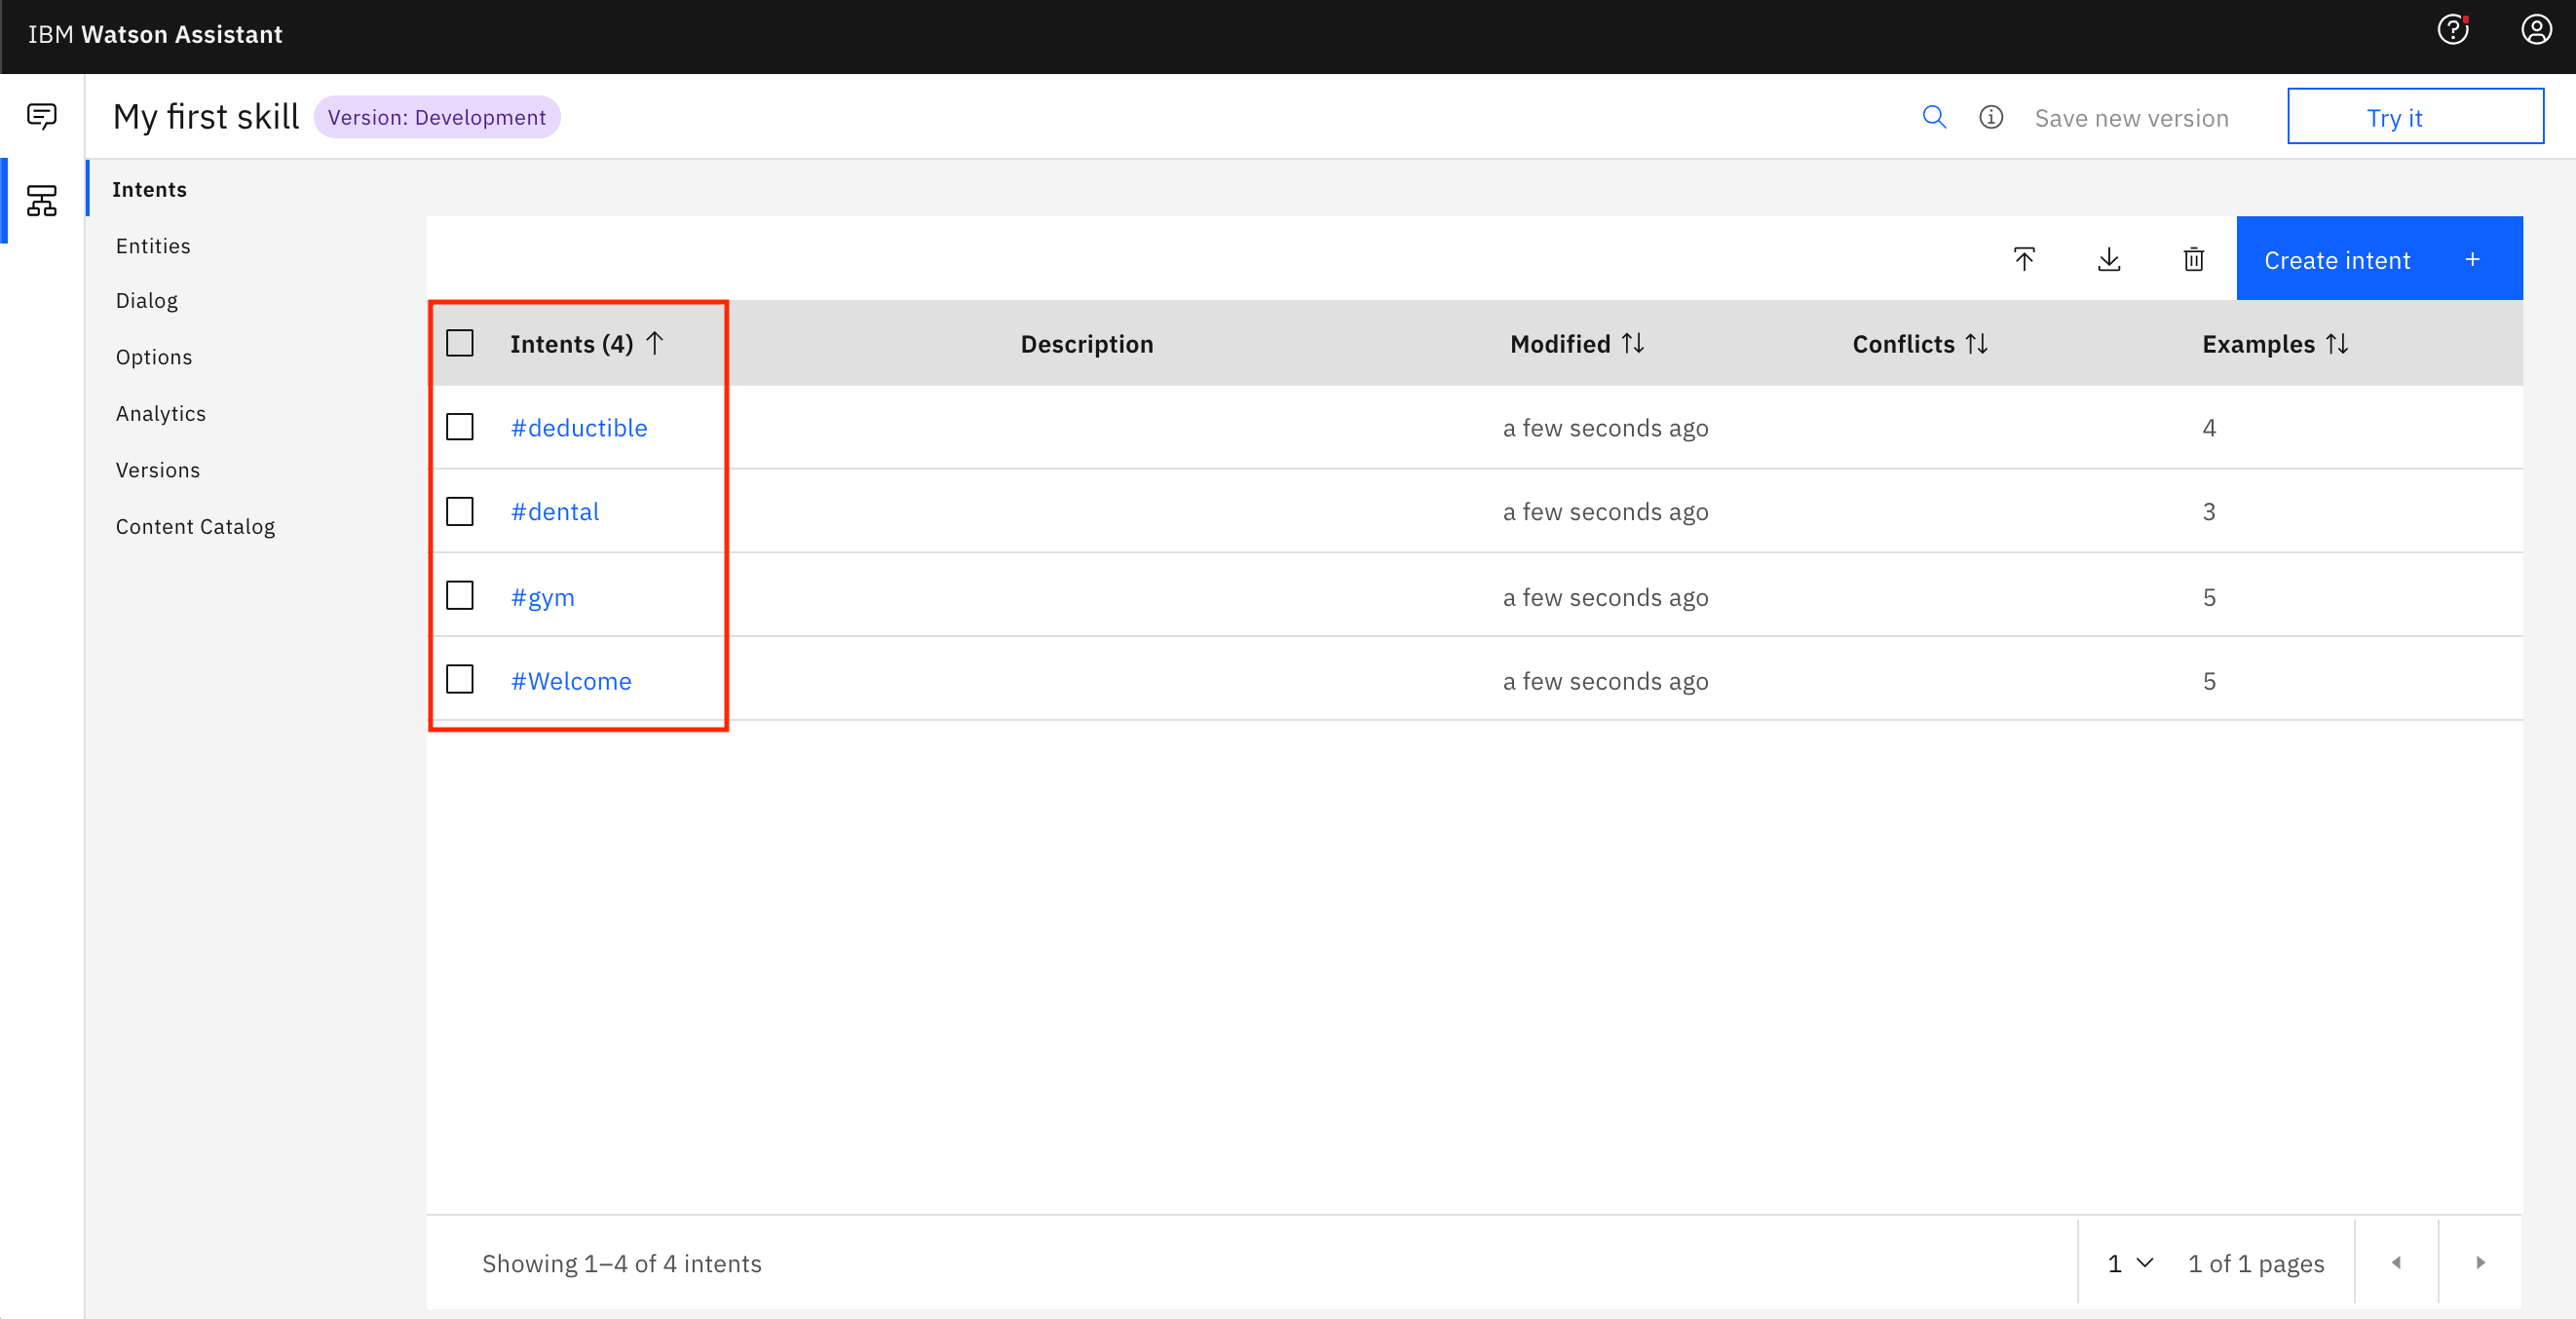 IBM Watson Assistant
My first skill Version: Development Save new version Try it
Intents
Entities
Dialog
Options
Analytics
Versions
Content Catalog
Create intent +
Intents (4) Description Modified Conflicts Examples
#deductible a few seconds ago 4
#dental a few seconds ago 3
#gym a few seconds ago 5
#Welcome a few seconds ago 5
Showing 1–4 of 4 intents 1 1 of 1 pages